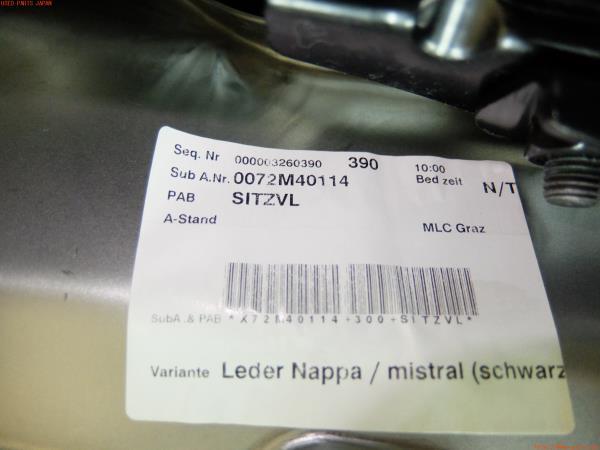 USED PARTS JAPAN
Seq. Nr 000003260390 390 10:00
Sub A.Nr. 0072M40114 Bed zeit N/T
PAB SITZVL
A-Stand MLC Graz
SubA.& PAB *X72M40114+300+SITZVL*
Variante Leder Nappa / mistral (schwarz